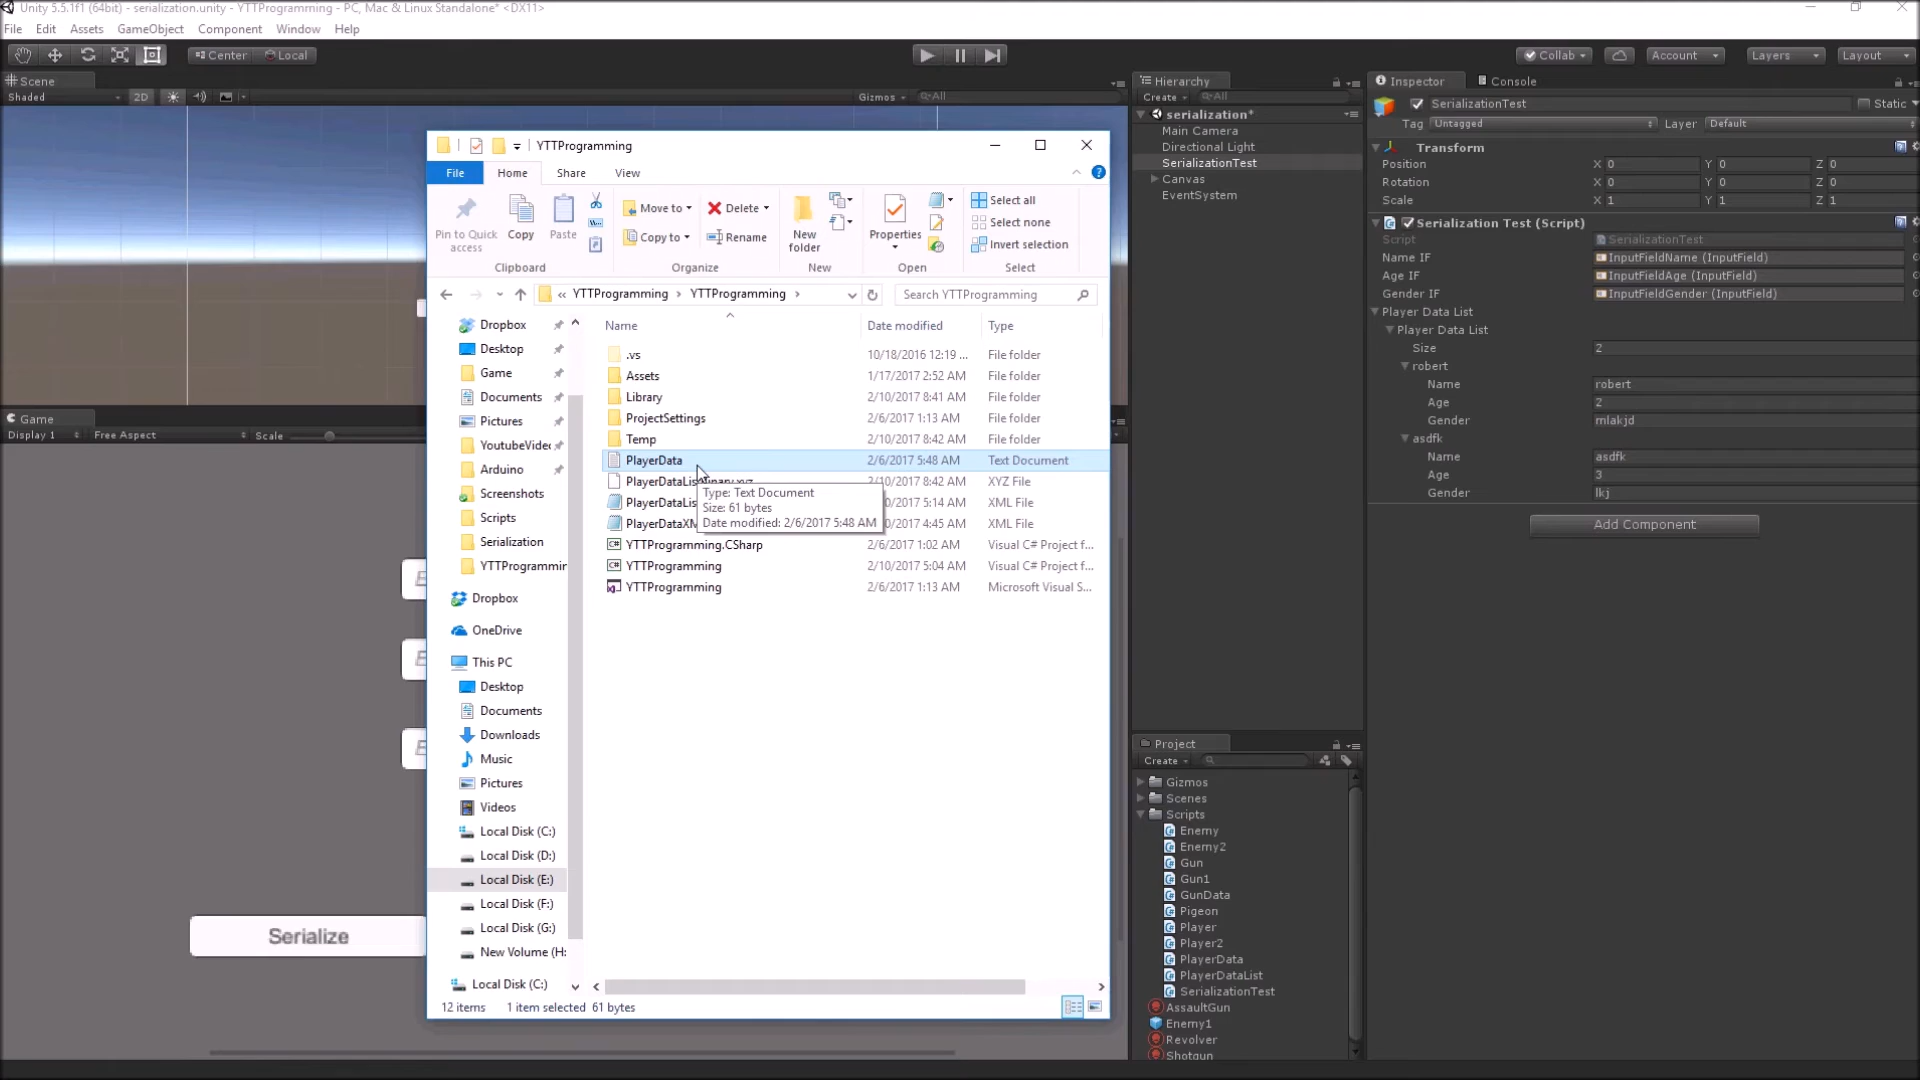 Unity 5.5.1f1 (64bit) - serialization.unity - YTTProgramming - PC, Mac & Linux Standalone* <DX11>
File Edit Assets GameObject Component Window Help
Center Local
Collab Account Layers Layout
Scene
Shaded 2D Gizmos All
Hierarchy
Create All
serialization*
Main Camera
Directional Light
SerializationTest
Canvas
EventSystem
Inspector Console
SerializationTest Static
Tag Untagged Layer Default
Transform
Position X 0 Y 0 Z 0
Rotation X 0 Y 0 Z 0
Scale X 1 Y 1 Z 1
Serialization Test (Script)
Script SerializationTest
Name IF InputFieldName (InputField)
Age IF InputFieldAge (InputField)
Gender IF InputFieldGender (InputField)
Player Data List
Player Data List
Size 2
robert
Name robert
Age 2
Gender mlakjd
asdfk
Name asdfk
Age 3
Gender lkj
Add Component
Game
Display 1 Free Aspect Scale
Serialize
YTTProgramming
File Home Share View
Pin to Quick access
Copy
Paste
Clipboard
Move to
Copy to
Delete
Rename
Organize
New folder
New
Properties
Open
Select all
Select none
Invert selection
Select
« YTTProgramming › YTTProgramming › Search YTTProgramming
Dropbox
Desktop
Game
Documents
Pictures
YoutubeVide
Arduino
Screenshots
Scripts
Serialization
YTTProgrammin
Dropbox
OneDrive
This PC
Desktop
Documents
Downloads
Music
Pictures
Videos
Local Disk (C:)
Local Disk (D:)
Local Disk (E:)
Local Disk (F:)
Local Disk (G:)
New Volume (H:
Local Disk (C:)
Name Date modified Type
.vs 10/18/2016 12:19 ... File folder
Assets 1/17/2017 2:52 AM File folder
Library 2/10/2017 8:41 AM File folder
ProjectSettings 2/6/2017 1:13 AM File folder
Temp 2/10/2017 8:42 AM File folder
PlayerData 2/6/2017 5:48 AM Text Document
0/2017 8:42 AM XYZ File
PlayerDataLis 0/2017 5:14 AM XML File
PlayerDataXM 0/2017 4:45 AM XML File
YTTProgramming.CSharp 2/6/2017 1:02 AM Visual C# Project f...
YTTProgramming 2/10/2017 5:04 AM Visual C# Project f...
YTTProgramming 2/6/2017 1:13 AM Microsoft Visual S...
Type: Text Document
Size: 61 bytes
Date modified: 2/6/2017 5:48 AM
12 items 1 item selected 61 bytes
Project
Create
Gizmos
Scenes
Scripts
Enemy
Enemy2
Gun
Gun1
GunData
Pigeon
Player
Player2
PlayerData
PlayerDataList
SerializationTest
AssaultGun
Enemy1
Revolver
Shotgun